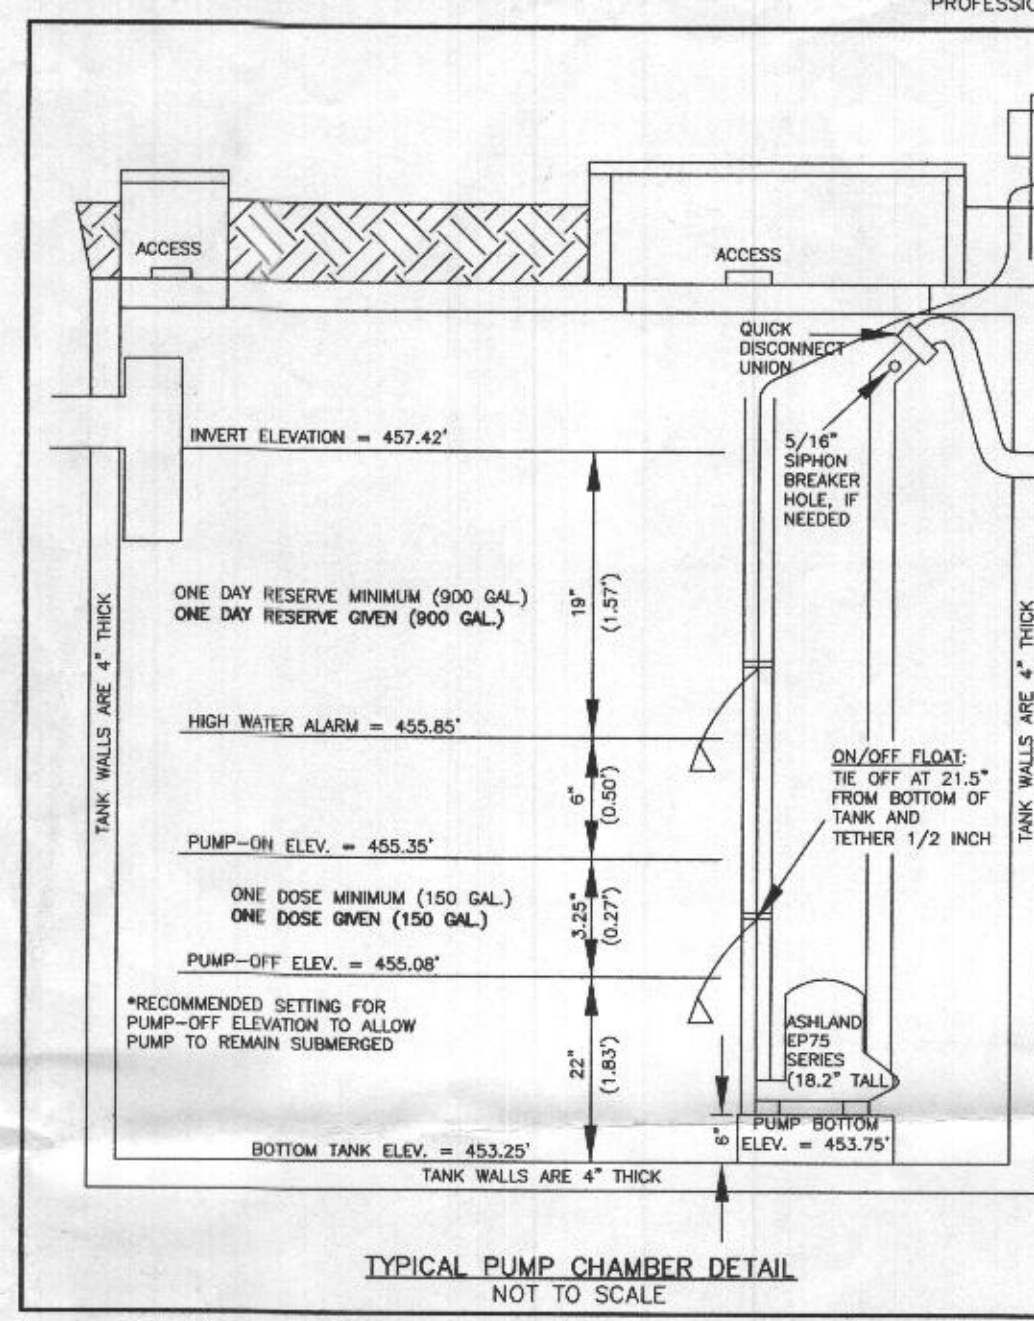 PROFESSIO
ACCESS
ACCESS
QUICK
DISCONNECT
UNION
INVERT ELEVATION = 457.42'
5/16"
SIPHON
BREAKER
HOLE, IF
NEEDED
ONE DAY RESERVE MINIMUM (900 GAL.)
ONE DAY RESERVE GIVEN (900 GAL.)
19"
(1.57')
TANK WALLS ARE 4" THICK
TANK WALLS ARE 4" THICK
HIGH WATER ALARM = 455.85'
6"
(0.50')
ON/OFF FLOAT:
TIE OFF AT 21.5"
FROM BOTTOM OF
TANK AND
TETHER 1/2 INCH
PUMP-ON ELEV. = 455.35'
ONE DOSE MINIMUM (150 GAL.)
ONE DOSE GIVEN (150 GAL.)
3.25"
(0.27')
PUMP-OFF ELEV. = 455.08'
*RECOMMENDED SETTING FOR
PUMP-OFF ELEVATION TO ALLOW
PUMP TO REMAIN SUBMERGED
22"
(1.83')
ASHLAND
EP75
SERIES
(18.2" TALL)
6"
PUMP BOTTOM
ELEV. = 453.75'
BOTTOM TANK ELEV. = 453.25'
TANK WALLS ARE 4" THICK
TYPICAL PUMP CHAMBER DETAIL
NOT TO SCALE